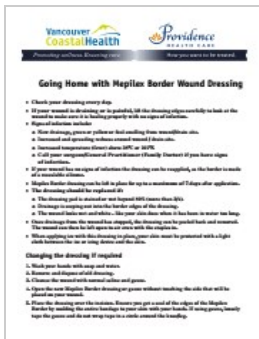 Vancouver
CoastalHealth
Providence
HEALTH CARE
Promoting wellness. Ensuring care.
How you want to be treated.
Going Home with Mepilex Border Wound Dressing
Check your dressing every day.
If your wound is draining or is painful, lift the dressing edges carefully to look at the
wound to make sure it is healing properly with no signs of infection.
Signs of infection include:
New drainage, green or yellow foul smelling from wound/drain site.
Increased and spreading redness around wound / drain site.
Increased temperature (fever) above
Call your surgeon/General Practitioner (Family Doctor) if you have signs
of infection.
If your wound has no signs of infection the dressing can be reapplied, as the border is made
of a reusable silicone.
Mepilex Border Dressing can be left in place for up to a maximum of 7 days after application.
The dressing should be replaced if:
The dressing pad is stained or wet beyond
Drainage is seeping out into the border edges of the dressing.
The wound looks wet and white – like your skin does when it has been in water too long.
Once drainage from the wound has stopped, the dressing can be peeled back and removed.
The wound can then be left open to air even with the staples in.
When applying ice with this dressing in place, your skin must be protected with a light
cloth between the ice or icing device and the skin.
Changing the dressing if required
1. Wash your hands with soap and water.
2. Remove and dispose of old dressing.
3. Cleanse the wound with normal saline and gauze.
4. Open the new Mepilex Border dressing or gauze without touching the side that will be
placed on your wound.
5. Place the dressing over the incision. Ensure you get a seal of the edges of the Mepilex
Border by molding the entire bandage to your skin with your hands. If using gauze, loosely
tape the gauze and do not wrap tape in a circle around the bandage.